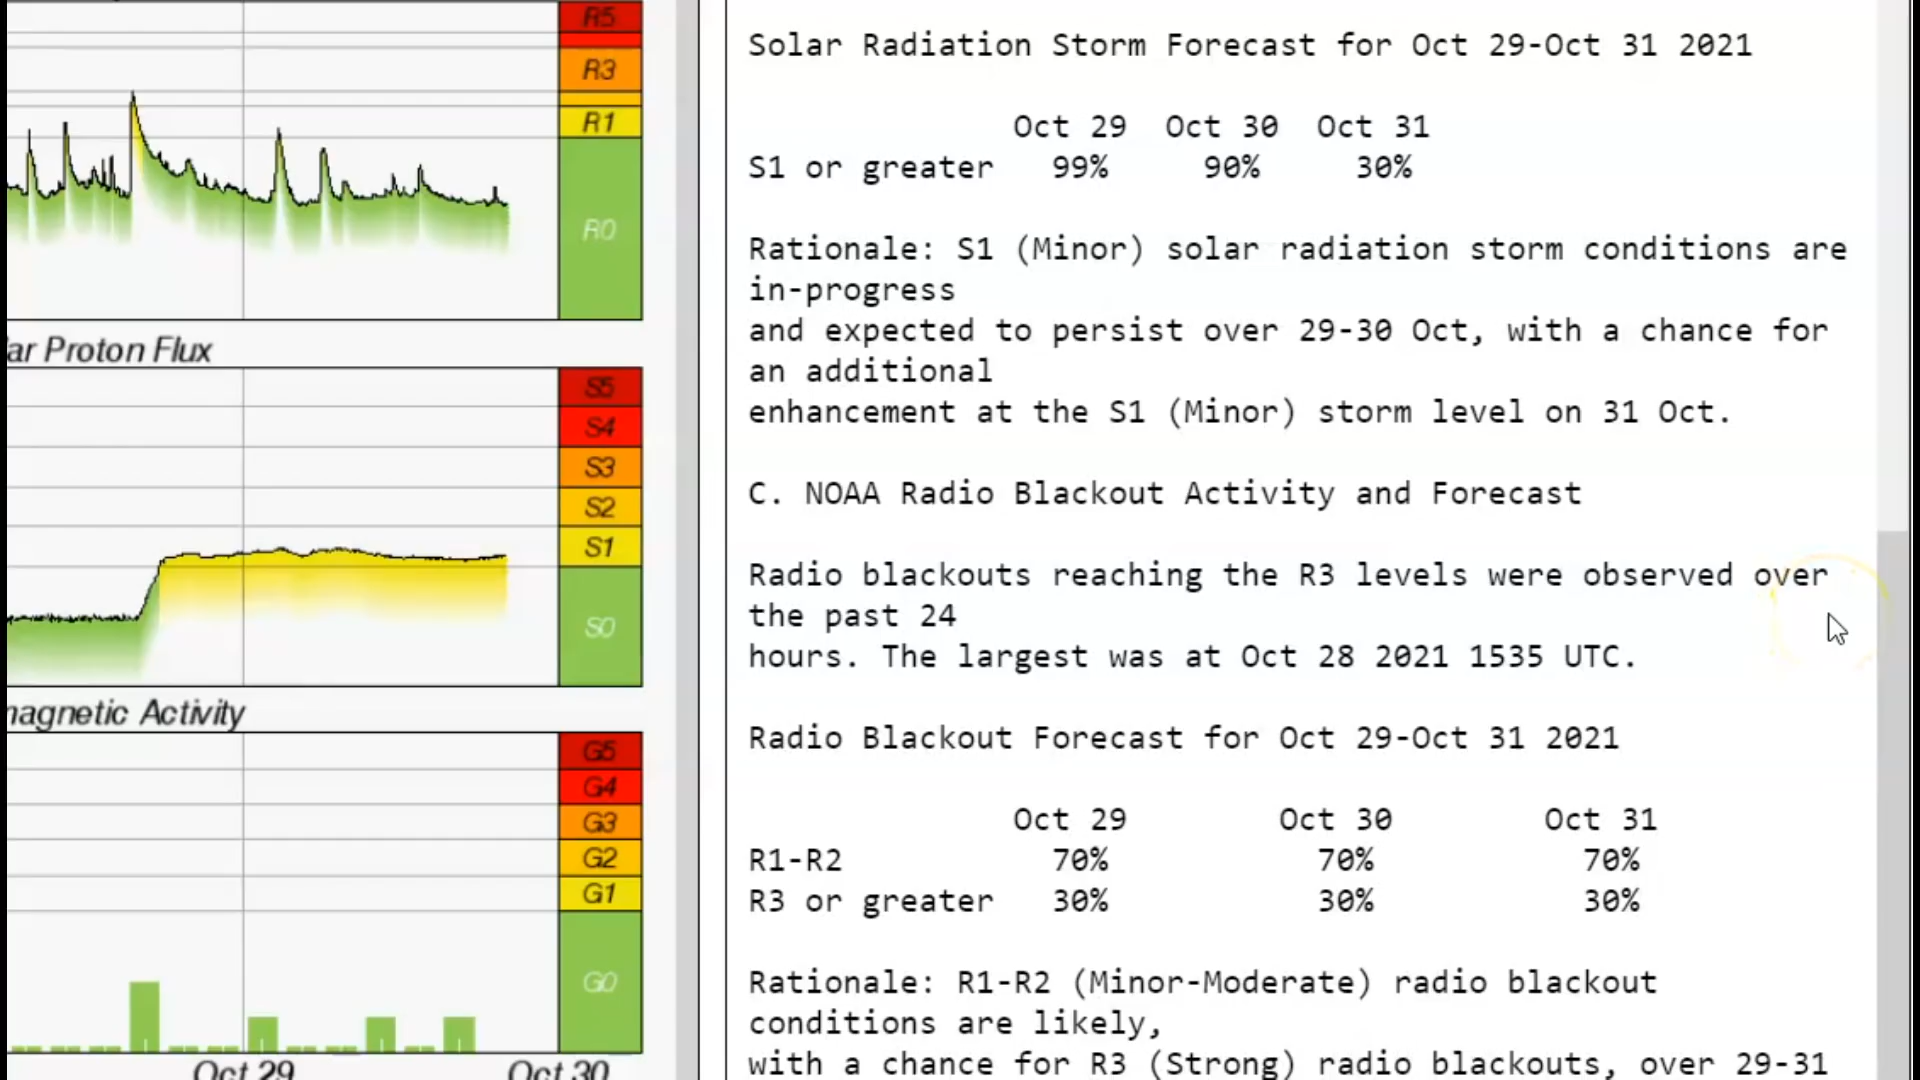 R5
R3
R1
R0
ar Proton Flux
S5
S4
S3
S2
S1
S0
magnetic Activity
G5
G4
G3
G2
G1
G0
Oct 29 Oct 30
Solar Radiation Storm Forecast for Oct 29-Oct 31 2021
Oct 29 Oct 30 Oct 31
S1 or greater 99% 90% 30%
Rationale: S1 (Minor) solar radiation storm conditions are
in-progress
and expected to persist over 29-30 Oct, with a chance for
an additional
enhancement at the S1 (Minor) storm level on 31 Oct.
C. NOAA Radio Blackout Activity and Forecast
Radio blackouts reaching the R3 levels were observed over
the past 24
hours. The largest was at Oct 28 2021 1535 UTC.
Radio Blackout Forecast for Oct 29-Oct 31 2021
Oct 29 Oct 30 Oct 31
R1-R2 70% 70% 70%
R3 or greater 30% 30% 30%
Rationale: R1-R2 (Minor-Moderate) radio blackout
conditions are likely,
with a chance for R3 (Strong) radio blackouts, over 29-31